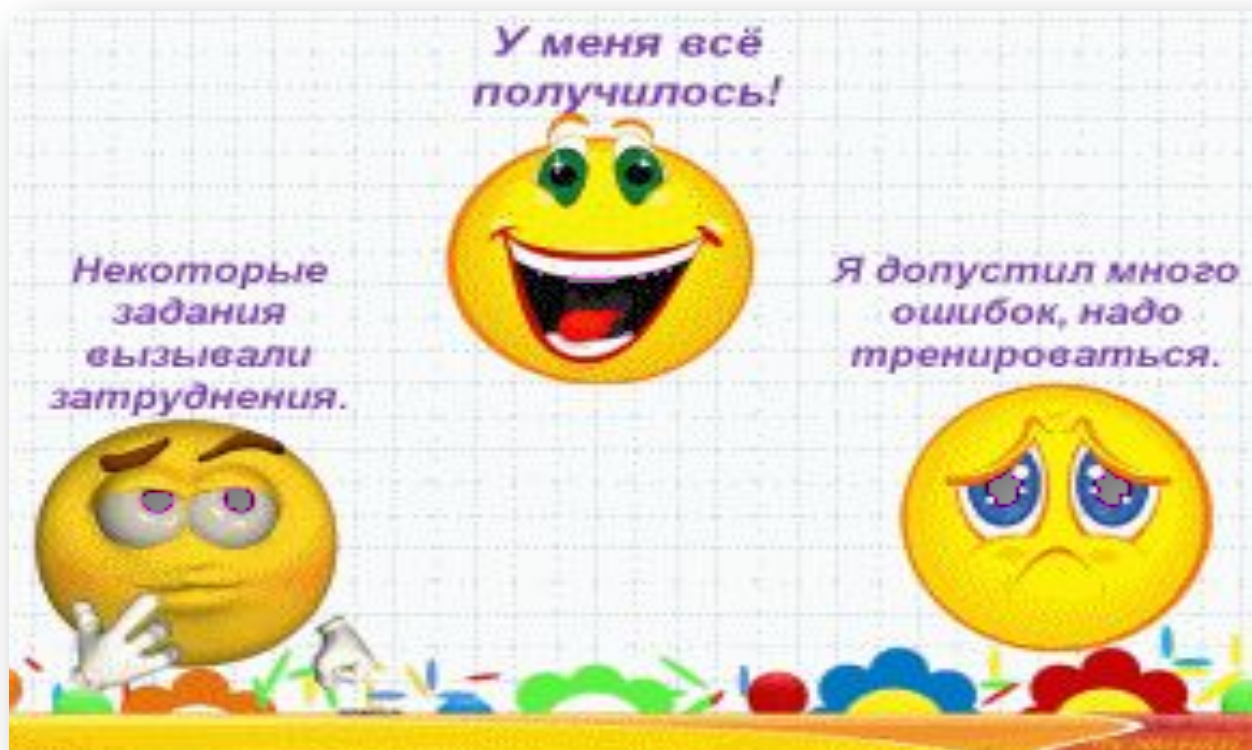 У меня всё
получилось!
Некоторые
задания
вызывали
затруднения.
Я допустил много
ошибок, надо
тренироваться.